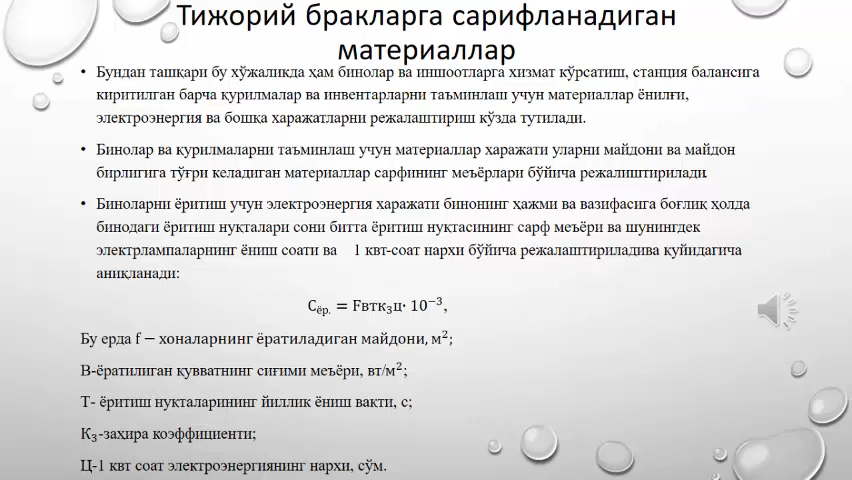 Тижорий бракларга сарифланадиган
материаллар
• Бундан ташқари бу хўжаликда ҳам бинолар ва иншоотларга хизмат кўрсатиш, станция балансига
киритилган барча қурилмалар ва инвентарларни таъминлаш учун материаллар ёнилғи,
электроэнергия ва бошқа харажатларни режалаштириш кўзда тутилади.
• Бинолар ва қурилмаларни таъминлаш учун материаллар харажати уларни майдони ва майдон
бирлигига тўғри келадиган материаллар сарфининг меъёрлари бўйича режалиштирилади.
• Биноларни ёритиш учун электроэнергия харажати бинонинг ҳажми ва вазифасига боғлиқ ҳолда
бинодаги ёритиш нуқталари сони битта ёритиш нуқтасининг сарф меъёри ва шунингдек
электрлампаларнинг ёниш соати ва 1 квт-соат нархи бўйича режалаштириладива қуйидагича
аниқланади:
Cёр. = Fвтк₃ц· 10⁻³,
Бу ерда f − хоналарнинг ёратиладиган майдони, м²;
В-ёратилиган қувватнинг сиғими меъёри, вт/м²;
Т- ёритиш нуқталарининг йиллик ёниш вақти, с;
К₃-заҳира коэффициенти;
Ц-1 квт соат электроэнергиянинг нархи, сўм.